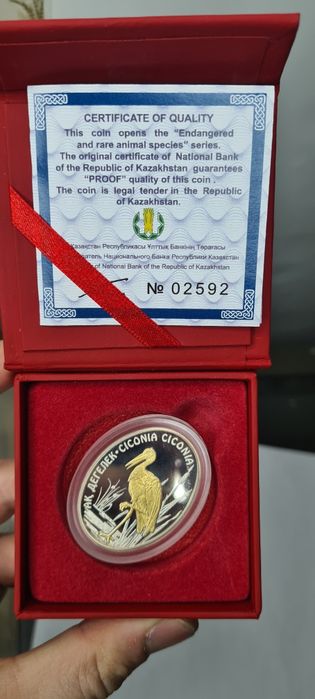 CERTIFICATE OF QUALITY
This coin opens the "Endangered
and rare animal species" series.
The original certificate of National Bank
of the Republic of Kazakhstan guarantees
"PROOF" quality of this coin.
The coin is legal tender in the Republic
of Kazakhstan.
Қазақстан Республикасы Ұлттық Банкінің Төрағасы
Национального Банка Республики Казахстан
of National Bank of the Republic of Kazakhstan
№ 02592
ДЕГЕЛЕК • CICONIA CICONIA